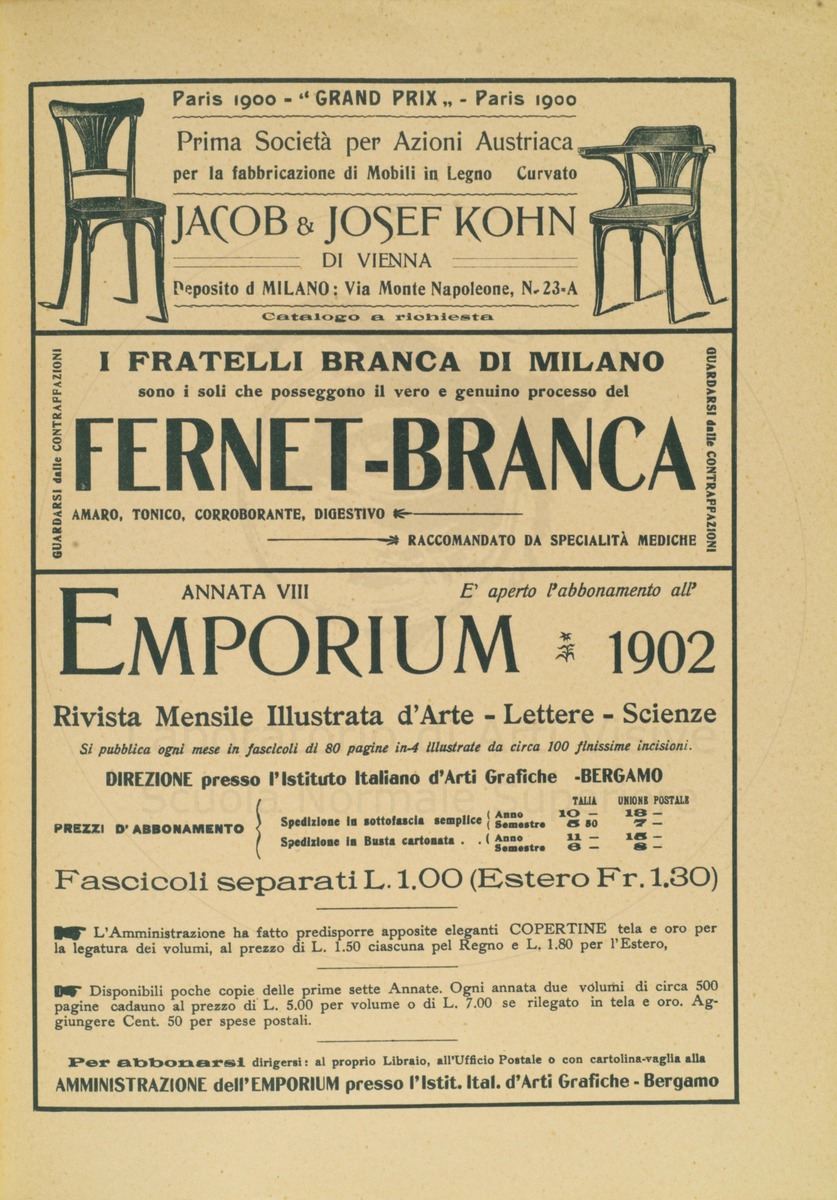 Paris 1900 - “ GRAND PRIX „ - Paris 1900
Prima Società per Azioni Austriaca
per la fabbricazione di Mobili in Legno Curvato
JACOB & JOSEF KOHN
DI VIENNA
Deposito d MILANO: Via Monte Napoleone, N. 23-A
Catalogo a richiesta
GUARDARSI dalle CONTRAFFAZIONI
I FRATELLI BRANCA DI MILANO
sono i soli che posseggono il vero e genuino processo del
FERNET-BRANCA
AMARO, TONICO, CORROBORANTE, DIGESTIVO
RACCOMANDATO DA SPECIALITÀ MEDICHE
GUARDARSI dalle CONTRAFFAZIONI
ANNATA VIII E' aperto l'abbonamento all'
EMPORIUM 1902
Rivista Mensile Illustrata d'Arte - Lettere - Scienze
Si pubblica ogni mese in fascicoli di 80 pagine in-4 illustrate da circa 100 finissime incisioni.
DIREZIONE presso l'Istituto Italiano d'Arti Grafiche -BERGAMO
TALIA UNIONE POSTALE
PREZZI D'ABBONAMENTO
Spedizione in sottofascia semplice ( Anno 10 — 13 —
( Semestre 5 50 7 —
Spedizione in Busta cartonata . . ( Anno 11 — 15 —
Semestre 6 — 8 —
Fascicoli separati L. 1.00 (Estero Fr. 1.30)
L'Amministrazione ha fatto predisporre apposite eleganti COPERTINE tela e oro per
la legatura dei volumi, al prezzo di L. 1.50 ciascuna pel Regno e L. 1.80 per l'Estero,
Disponibili poche copie delle prime sette Annate. Ogni annata due volumi di circa 500
pagine cadauno al prezzo di L. 5.00 per volume o di L. 7.00 se rilegato in tela e oro. Ag-
giungere Cent. 50 per spese postali.
Per abbonarsi dirigersi: al proprio Libraio, all'Ufficio Postale o con cartolina-vaglia alla
AMMINISTRAZIONE dell'EMPORIUM presso l'Istit. Ital. d'Arti Grafiche - Bergamo